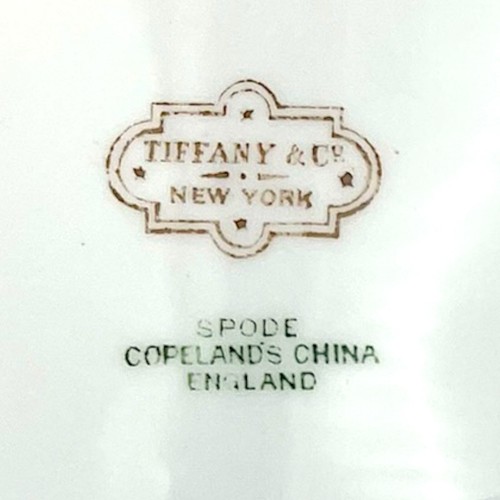 TIFFANY & Co
NEW YORK
SPODE
COPELAND'S CHINA
ENGLAND